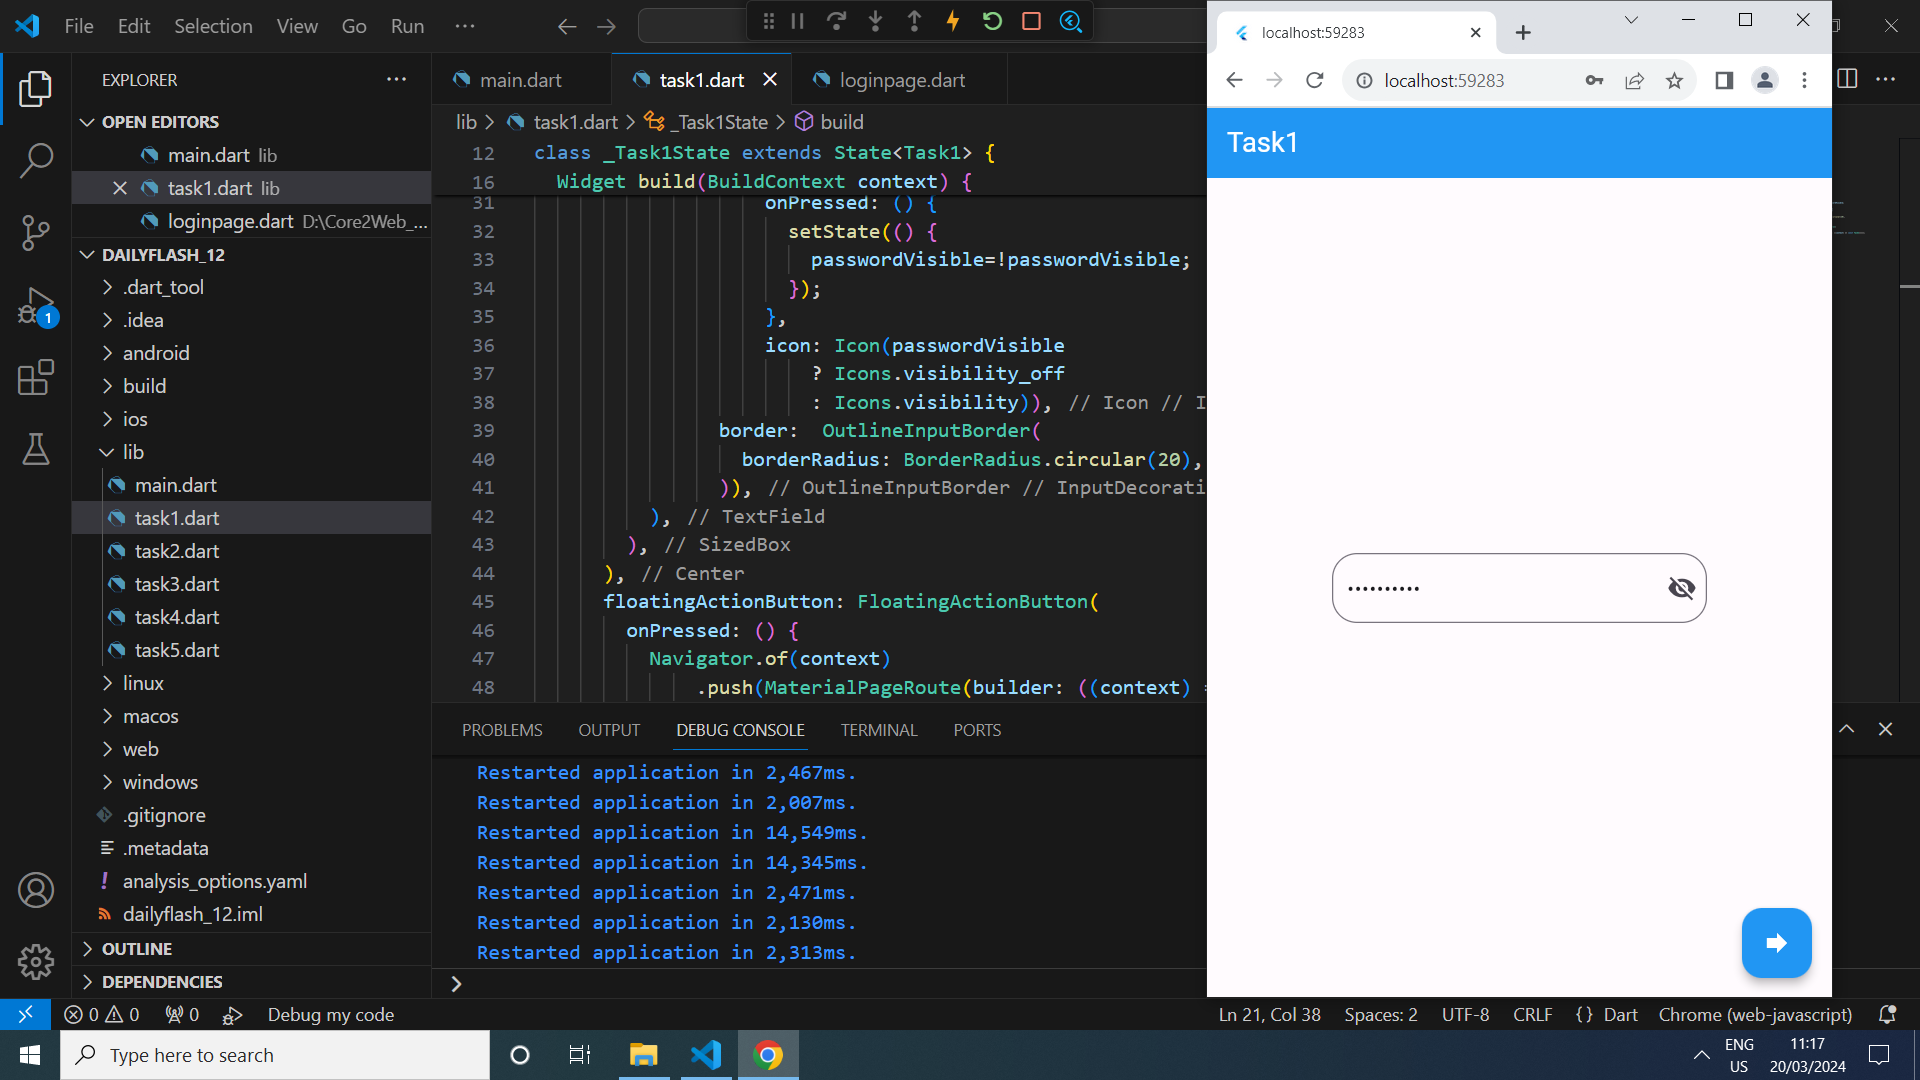 File Edit Selection View Go Run ...
EXPLORER
OPEN EDITORS
main.dart lib
task1.dart lib
loginpage.dart D:\Core2Web_...
DAILYFLASH_12
.dart_tool
.idea
android
build
ios
lib
main.dart
task1.dart
task2.dart
task3.dart
task4.dart
task5.dart
linux
macos
web
windows
.gitignore
.metadata
analysis_options.yaml
dailyflash_12.iml
OUTLINE
DEPENDENCIES
1
main.dart task1.dart loginpage.dart
lib > task1.dart > _Task1State > build
12 class _Task1State extends State<Task1> {
16 Widget build(BuildContext context) {
31 onPressed: () {
32 setState(() {
33 passwordVisible=!passwordVisible;
34 });
35 },
36 icon: Icon(passwordVisible
37 ? Icons.visibility_off
38 : Icons.visibility)), // Icon // I
39 border:  OutlineInputBorder(
40 borderRadius: BorderRadius.circular(20),
41 )), // OutlineInputBorder // InputDecorati
42 ), // TextField
43 ), // SizedBox
44 ), // Center
45 floatingActionButton: FloatingActionButton(
46 onPressed: () {
47 Navigator.of(context)
48 .push(MaterialPageRoute(builder: ((context)
PROBLEMS OUTPUT DEBUG CONSOLE TERMINAL PORTS
Restarted application in 2,467ms.
Restarted application in 2,007ms.
Restarted application in 14,549ms.
Restarted application in 14,345ms.
Restarted application in 2,471ms.
Restarted application in 2,130ms.
Restarted application in 2,313ms.
localhost:59283
localhost:59283
Task1
••••••••••
0 0 0 Debug my code
Ln 21, Col 38 Spaces: 2 UTF-8 CRLF {} Dart Chrome (web-javascript)
Type here to search
ENG
US
11:17
20/03/2024